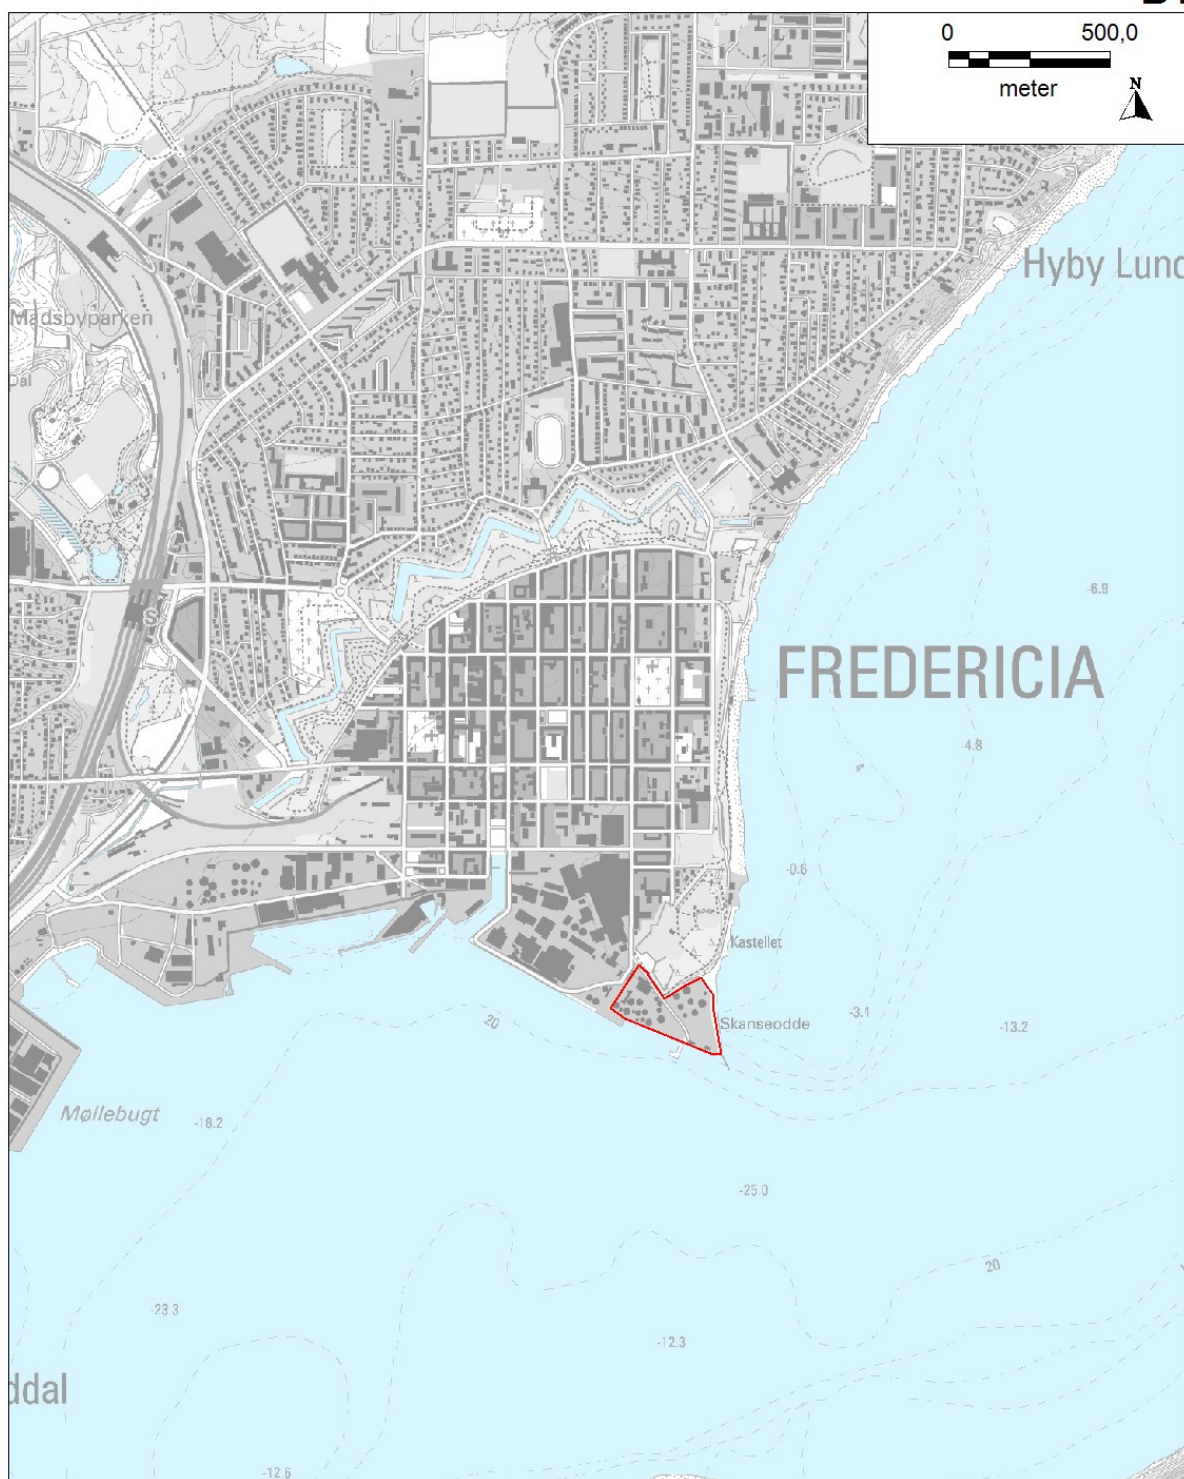 0 500,0
meter
N
Hyby Lund
Madsbyparken
Dal
-6.9
S
FREDERICIA
-4.8
4
-0.6
Kastellet
-3.1
Skanseodde
20
-13.2
Møllebugt
-18.2
-25.0
20
-23.3
-12.3
ddal
-12.6